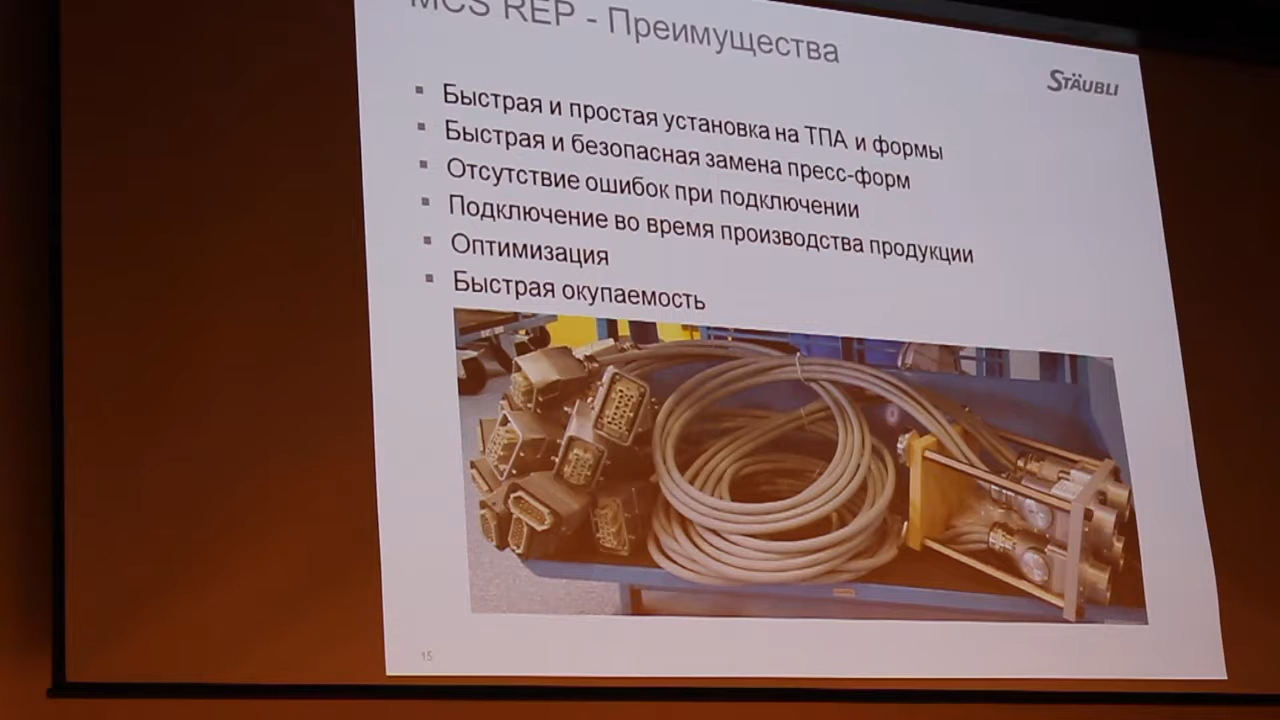 MCS REP - Преимущества
STÄUBLI
Быстрая и простая установка на ТПА и формы
Быстрая и безопасная замена пресс-форм
Отсутствие ошибок при подключении
Подключение во время производства продукции
Оптимизация
Быстрая окупаемость
15